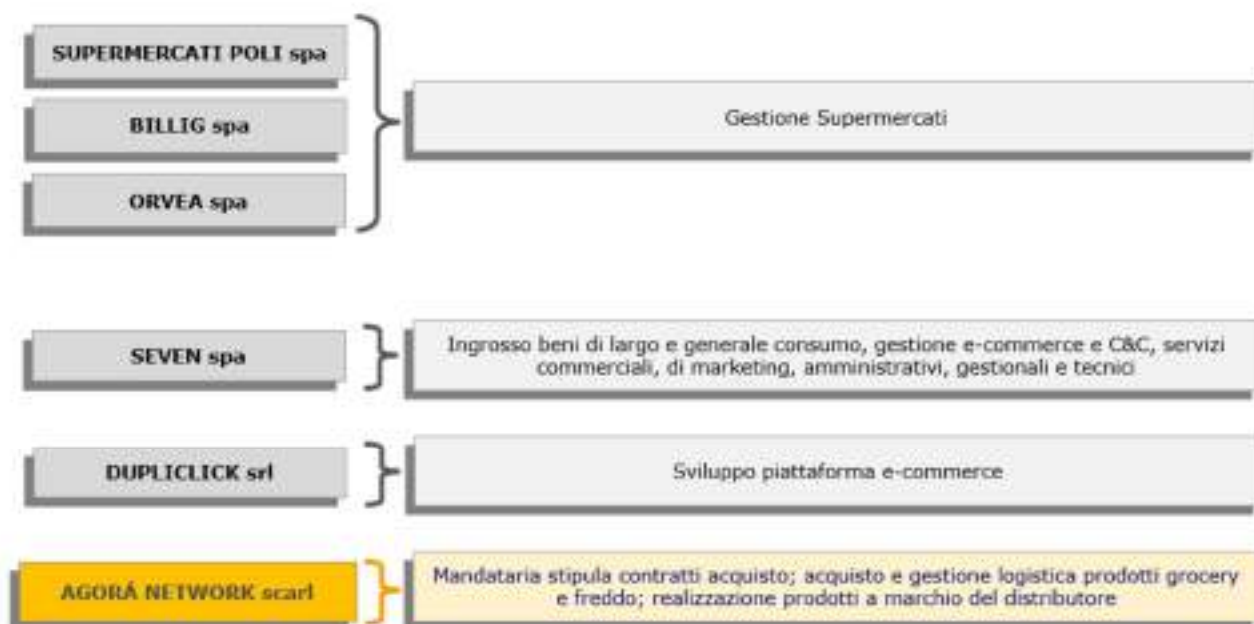 SUPERMERCATI POLI spa
BILLIG spa
ORVEA spa
Gestione Supermercati
SEVEN spa
Ingrosso beni di largo e generale consumo, gestione e-commerce e C&C, servizi
commerciali, di marketing, amministrativi, gestionali e tecnici
DUPLICLICK srl
Sviluppo piattaforma e-commerce
AGORÁ NETWORK scarl
Mandataria stipula contratti acquisto; acquisto e gestione logistica prodotti grocery
e freddo; realizzazione prodotti a marchio del distributore